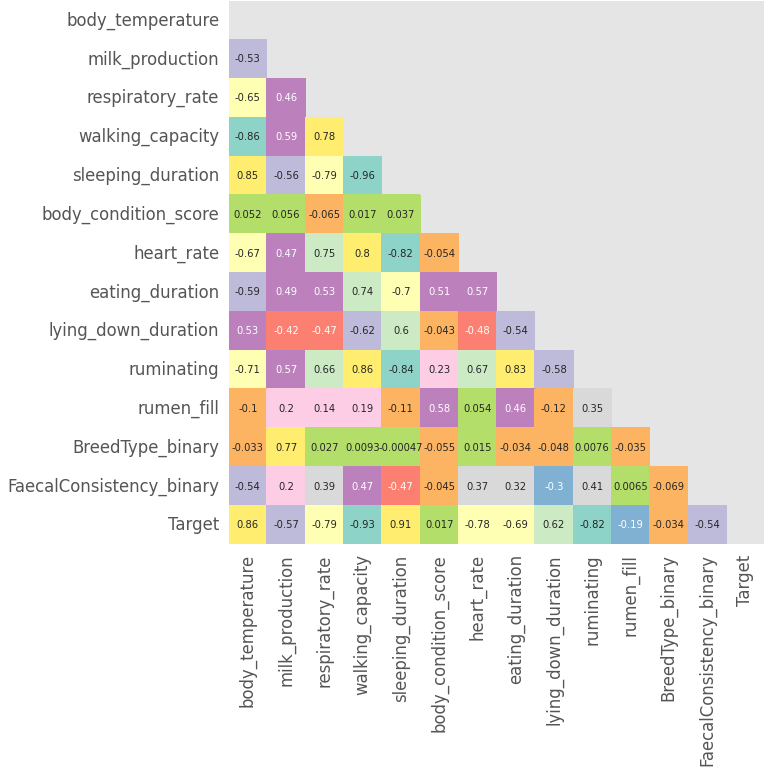 body_temperature
milk_production -0.53
respiratory_rate -0.65 0.46
walking_capacity -0.86 0.59 0.78
sleeping_duration 0.85 -0.56 -0.79 -0.96
body_condition_score 0.052 0.056 -0.065 0.017 0.037
heart_rate -0.67 0.47 0.75 0.8 -0.82 -0.054
eating_duration -0.59 0.49 0.53 0.74 -0.7 0.51 0.57
lying_down_duration 0.53 -0.42 -0.47 -0.62 0.6 -0.043 -0.48 -0.54
ruminating -0.71 0.57 0.66 0.86 -0.84 0.23 0.67 0.83 -0.58
rumen_fill -0.1 0.2 0.14 0.19 -0.11 0.58 0.054 0.46 -0.12 0.35
BreedType_binary -0.033 0.77 0.027 0.0093 -0.00047 -0.055 0.015 -0.034 -0.048 0.0076 -0.035
FaecalConsistency_binary -0.54 0.2 0.39 0.47 -0.47 -0.045 0.37 0.32 -0.3 0.41 0.0065 -0.069
Target 0.86 -0.57 -0.79 -0.93 0.91 0.017 -0.78 -0.69 0.62 -0.82 -0.19 -0.034 -0.54
body_temperature
milk_production
respiratory_rate
walking_capacity
sleeping_duration
body_condition_score
heart_rate
eating_duration
lying_down_duration
ruminating
rumen_fill
BreedType_binary
FaecalConsistency_binary
Target